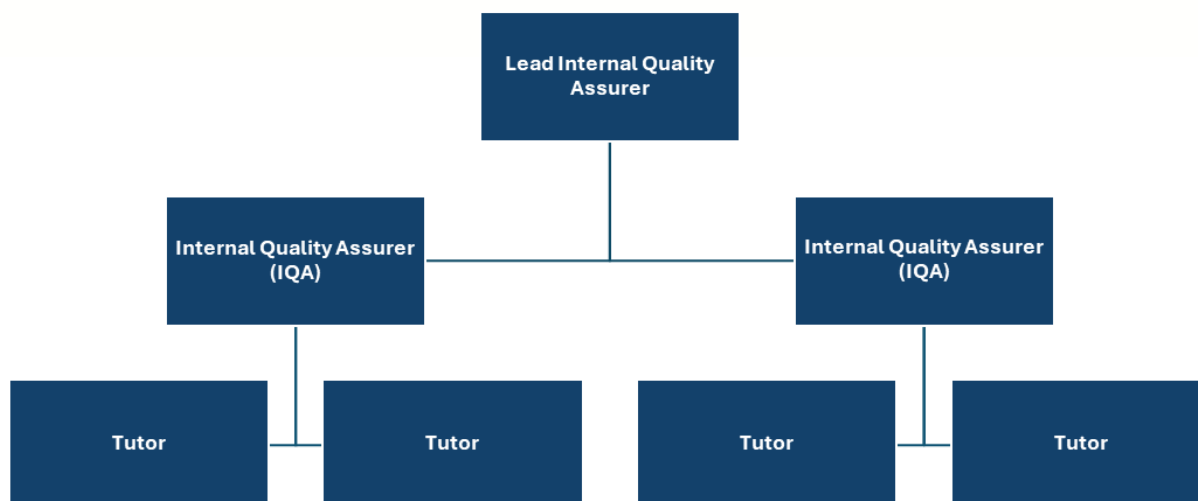 Lead Internal Quality
Assurer
Internal Quality Assurer
(IQA)
Internal Quality Assurer
(IQA)
Tutor
Tutor
Tutor
Tutor